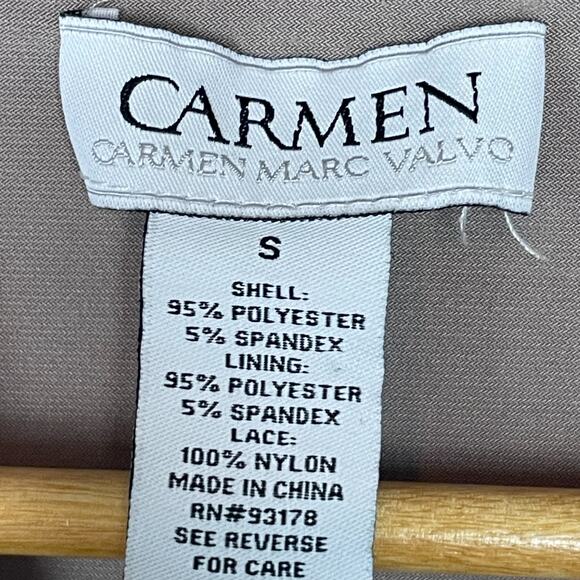 CARMEN
CARMEN MARC VALVO
S
SHELL:
95% POLYESTER
5% SPANDEX
LINING:
95% POLYESTER
5% SPANDEX
LACE:
100% NYLON
MADE IN CHINA
RN#93178
SEE REVERSE
FOR CARE